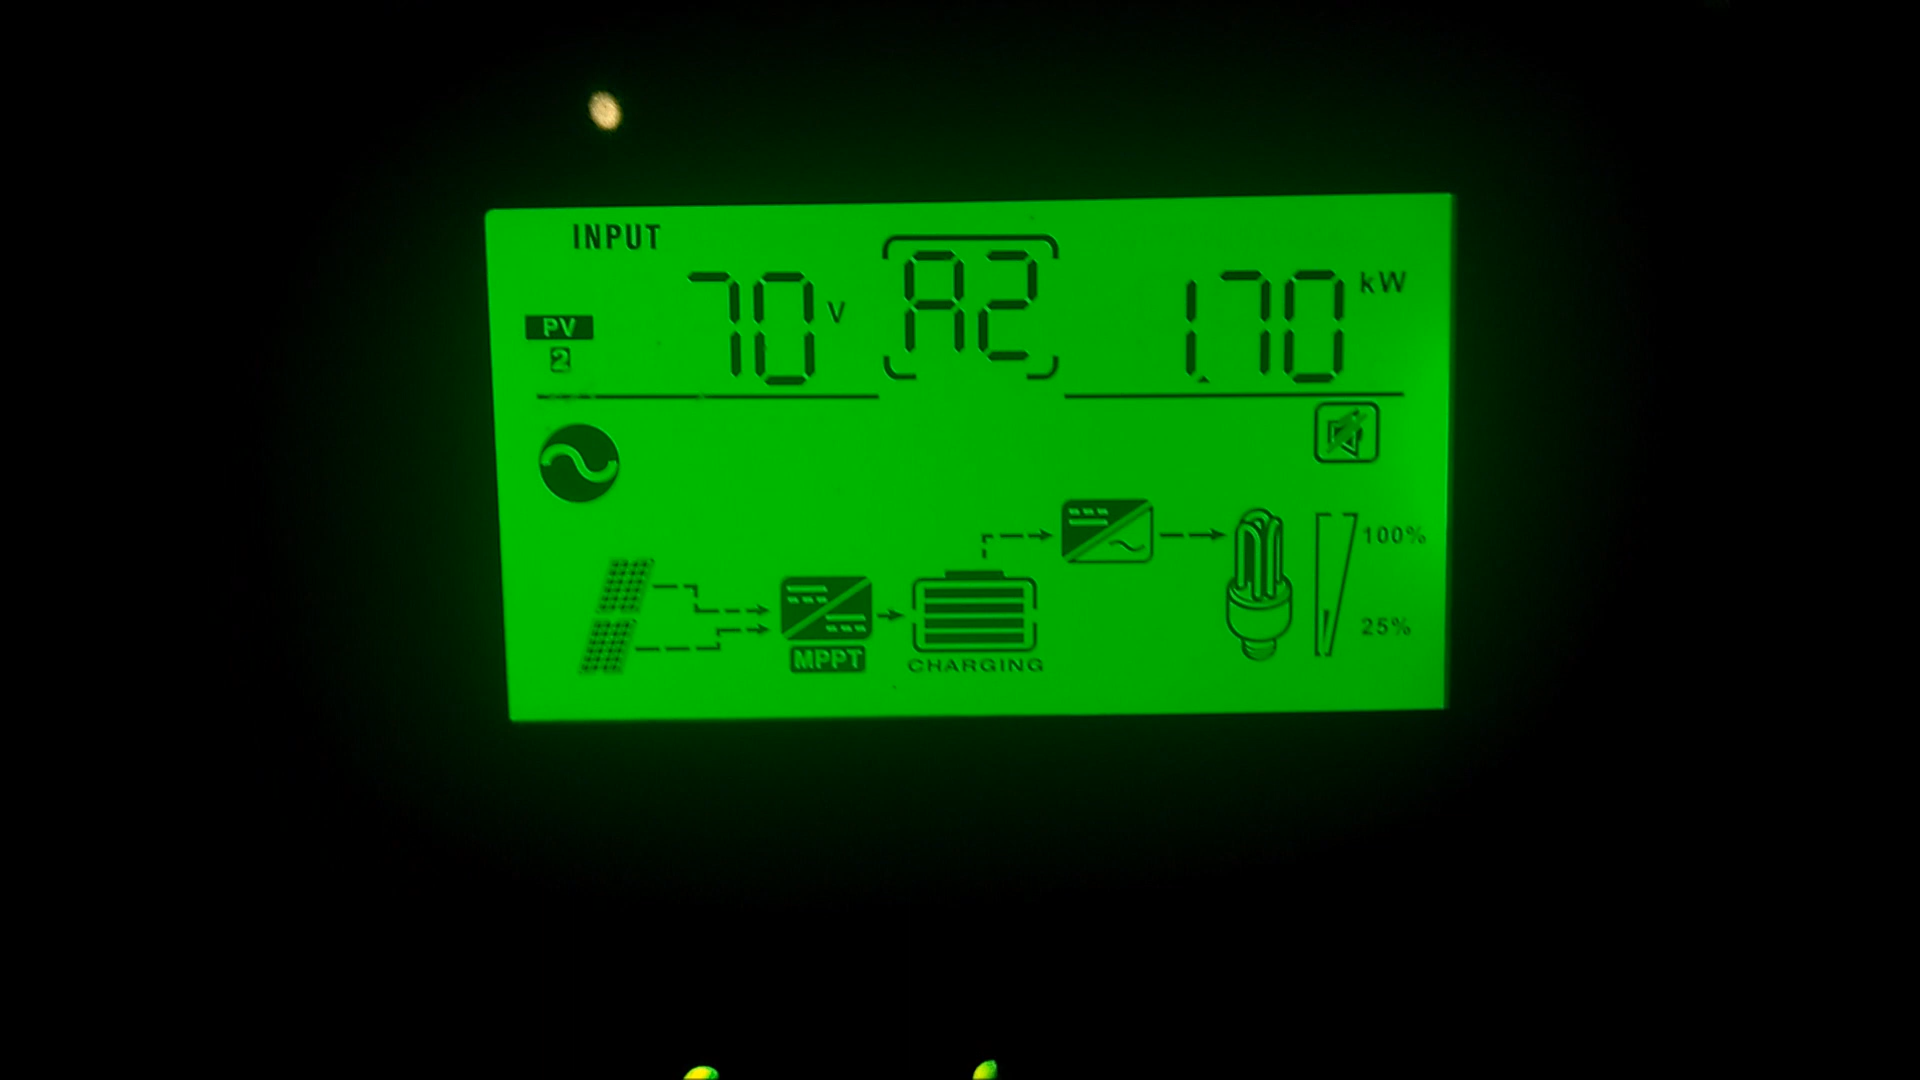 INPUT
PV
2
70 V
A2
1.70 kW
100%
25%
MPPT
CHARGING